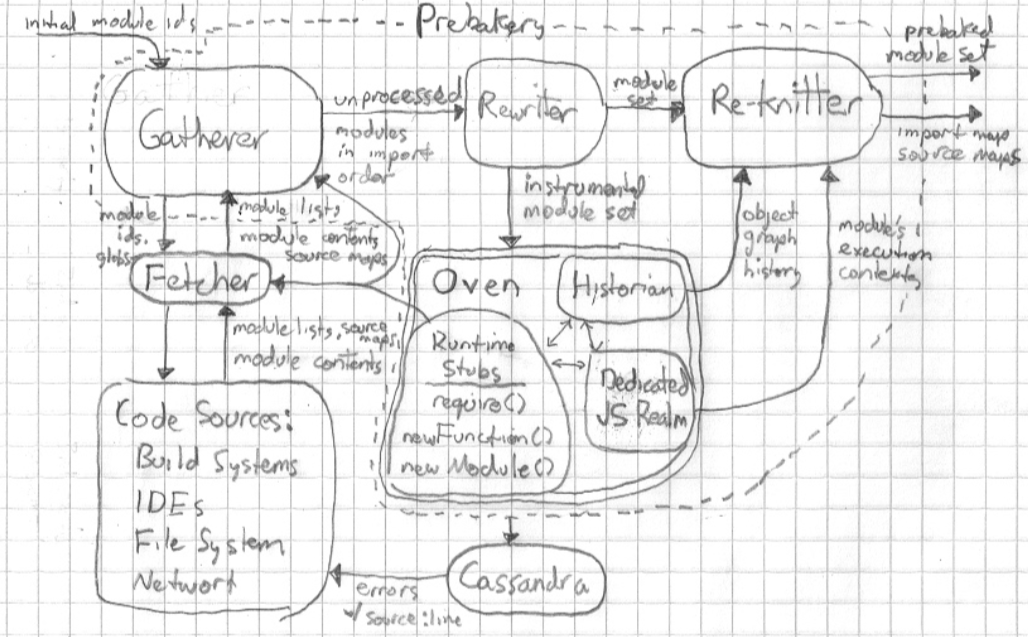 initial module ids
Prebakery
prebaked
module set
Gatherer
unprocessed
modules
in import
order
Rewriter
module
set
Re-knitter
import maps
source maps
module
ids,
globs
module lists,
module contents
source maps
instrumented
module set
object
graph
history
module's
execution
contexts
Fetcher
Oven
Historian
module lists, source
maps,
module contents
Runtime
Stubs
require()
newFunction()
new Module()
Dedicated
JS Realm
Code Sources:
Build Systems
IDEs
File System
Network
Cassandra
errors
w/ source:line